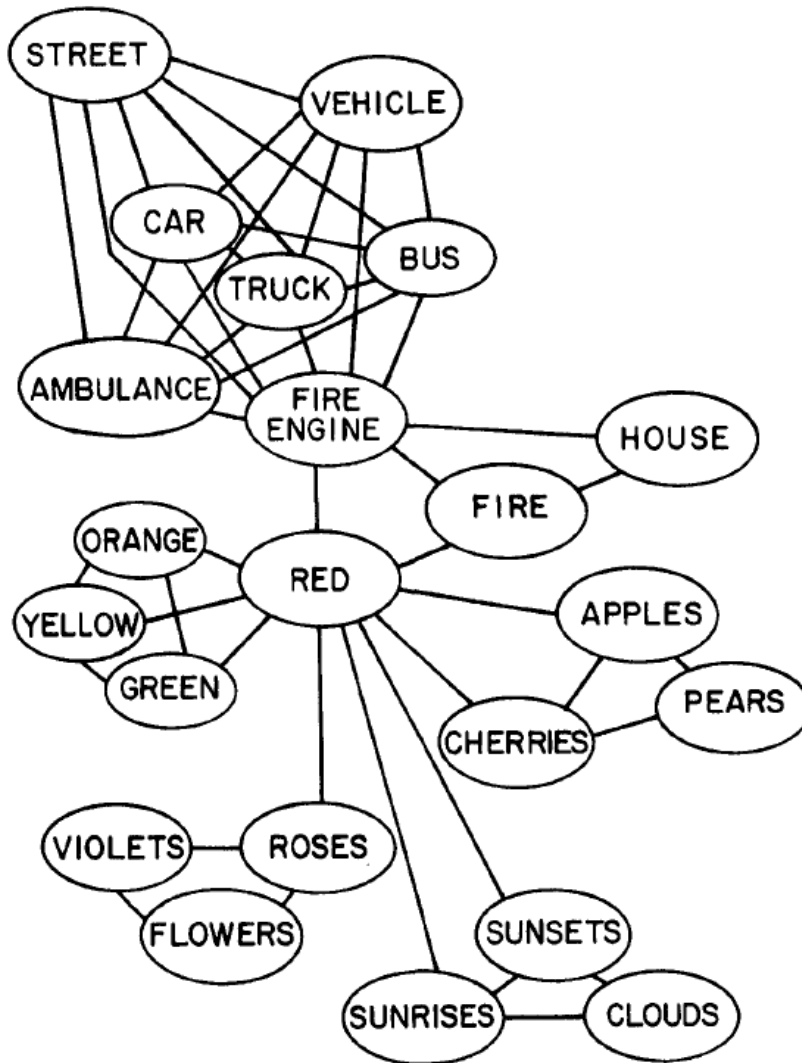 STREET
VEHICLE
CAR
BUS
TRUCK
AMBULANCE
FIRE
ENGINE
HOUSE
FIRE
ORANGE
RED
YELLOW
APPLES
GREEN
PEARS
CHERRIES
VIOLETS
ROSES
FLOWERS
SUNSETS
SUNRISES
CLOUDS